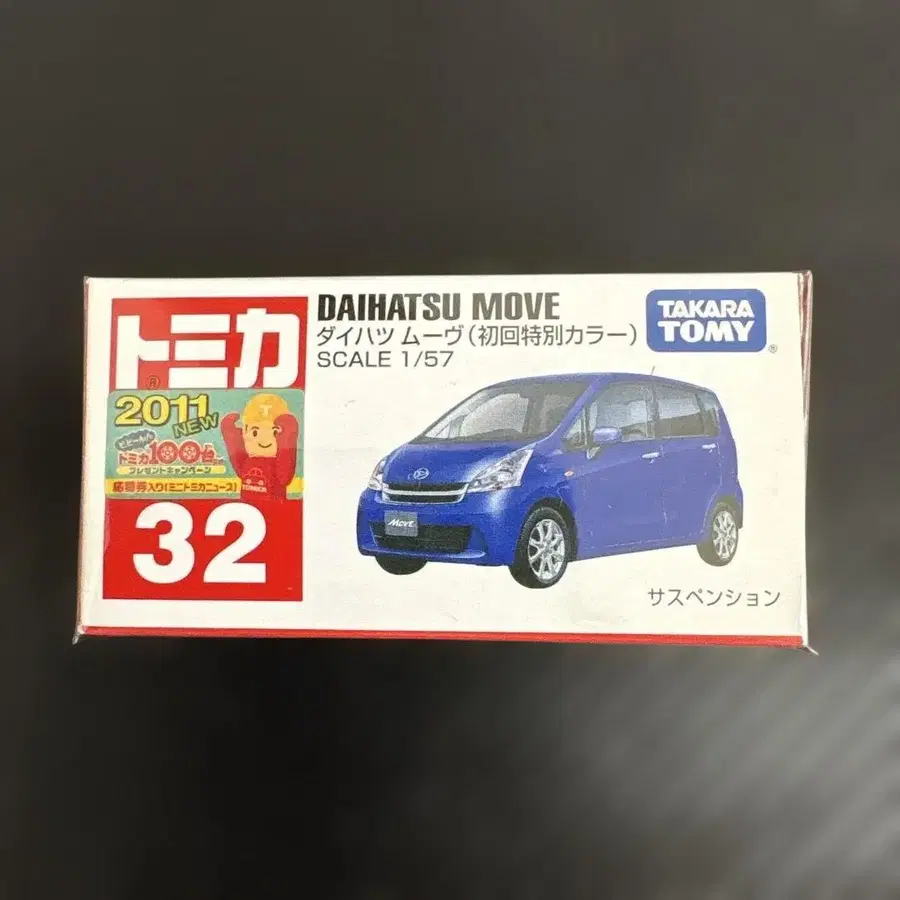 トミカ
®
2011
NEW
トミカ100台
プレゼントキャンペーン
応募券入り(ミニトミカニュース)
TOMICA
32
DAIHATSU MOVE
ダイハツ ムーヴ(初回特別カラー)
SCALE 1/57
TAKARA
TOMY
®
MOVE
サスペンション